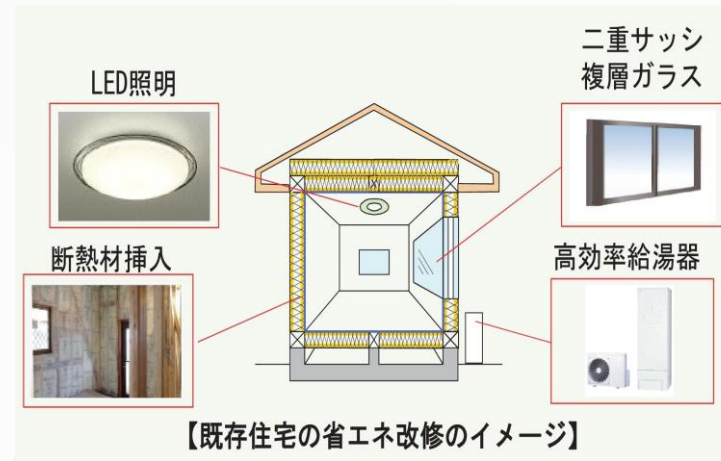 LED照明
二重サッシ
複層ガラス
断熱材挿入
高効率給湯器
【既存住宅の省エネ改修のイメージ】